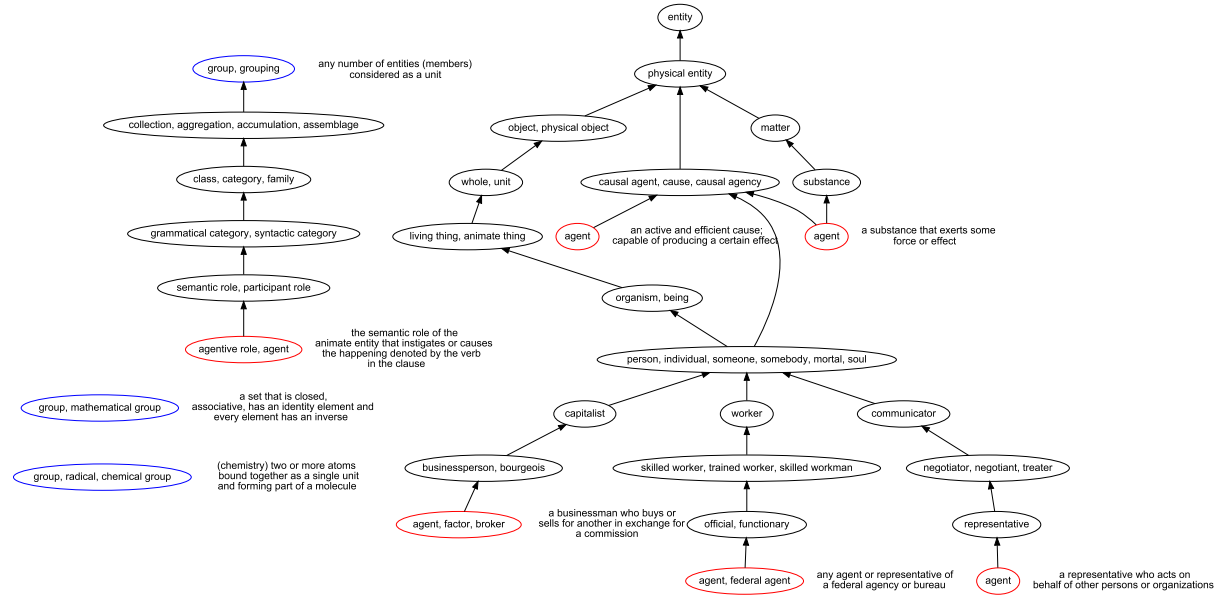 entity
group, grouping
any number of entities (members)
considered as a unit
physical entity
collection, aggregation, accumulation, assemblage
object, physical object
matter
class, category, family
whole, unit
causal agent, cause, causal agency
substance
grammatical category, syntactic category
living thing, animate thing
agent
an active and efficient cause;
capable of producing a certain effect
agent
a substance that exerts some
force or effect
semantic role, participant role
organism, being
agentive role, agent
the semantic role of the
animate entity that instigates or causes
the happening denoted by the verb
in the clause
person, individual, someone, somebody, mortal, soul
group, mathematical group
a set that is closed,
associative, has an identity element and
every element has an inverse
capitalist
worker
communicator
group, radical, chemical group
(chemistry) two or more atoms
bound together as a single unit
and forming part of a molecule
businessperson, bourgeois
skilled worker, trained worker, skilled workman
negotiator, negotiant, treater
agent, factor, broker
a businessman who buys or
sells for another in exchange for
a commission
official, functionary
representative
agent, federal agent
any agent or representative of
a federal agency or bureau
agent
a representative who acts on
behalf of other persons or organizations